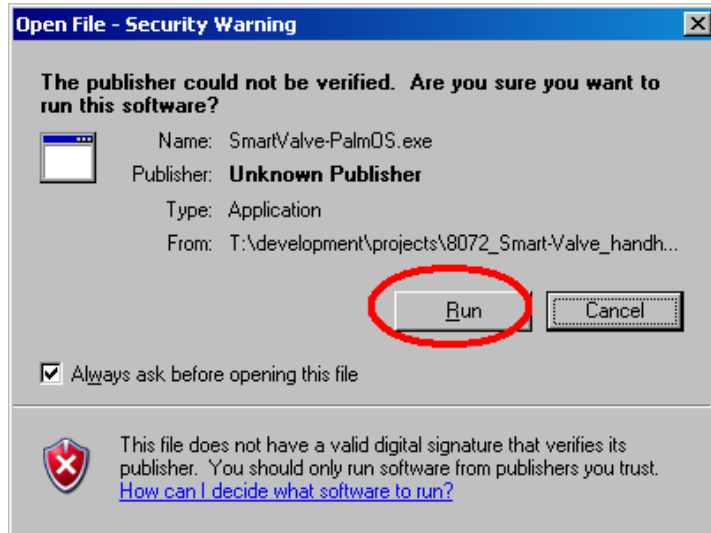 Open File - Security Warning
The publisher could not be verified.  Are you sure you want to
run this software?
Name: SmartValve-PalmOS.exe
Publisher: Unknown Publisher
Type: Application
From: T:\development\projects\8072_Smart-Valve_handh...
Run Cancel
Always ask before opening this file
This file does not have a valid digital signature that verifies its
publisher.  You should only run software from publishers you trust.
How can I decide what software to run?